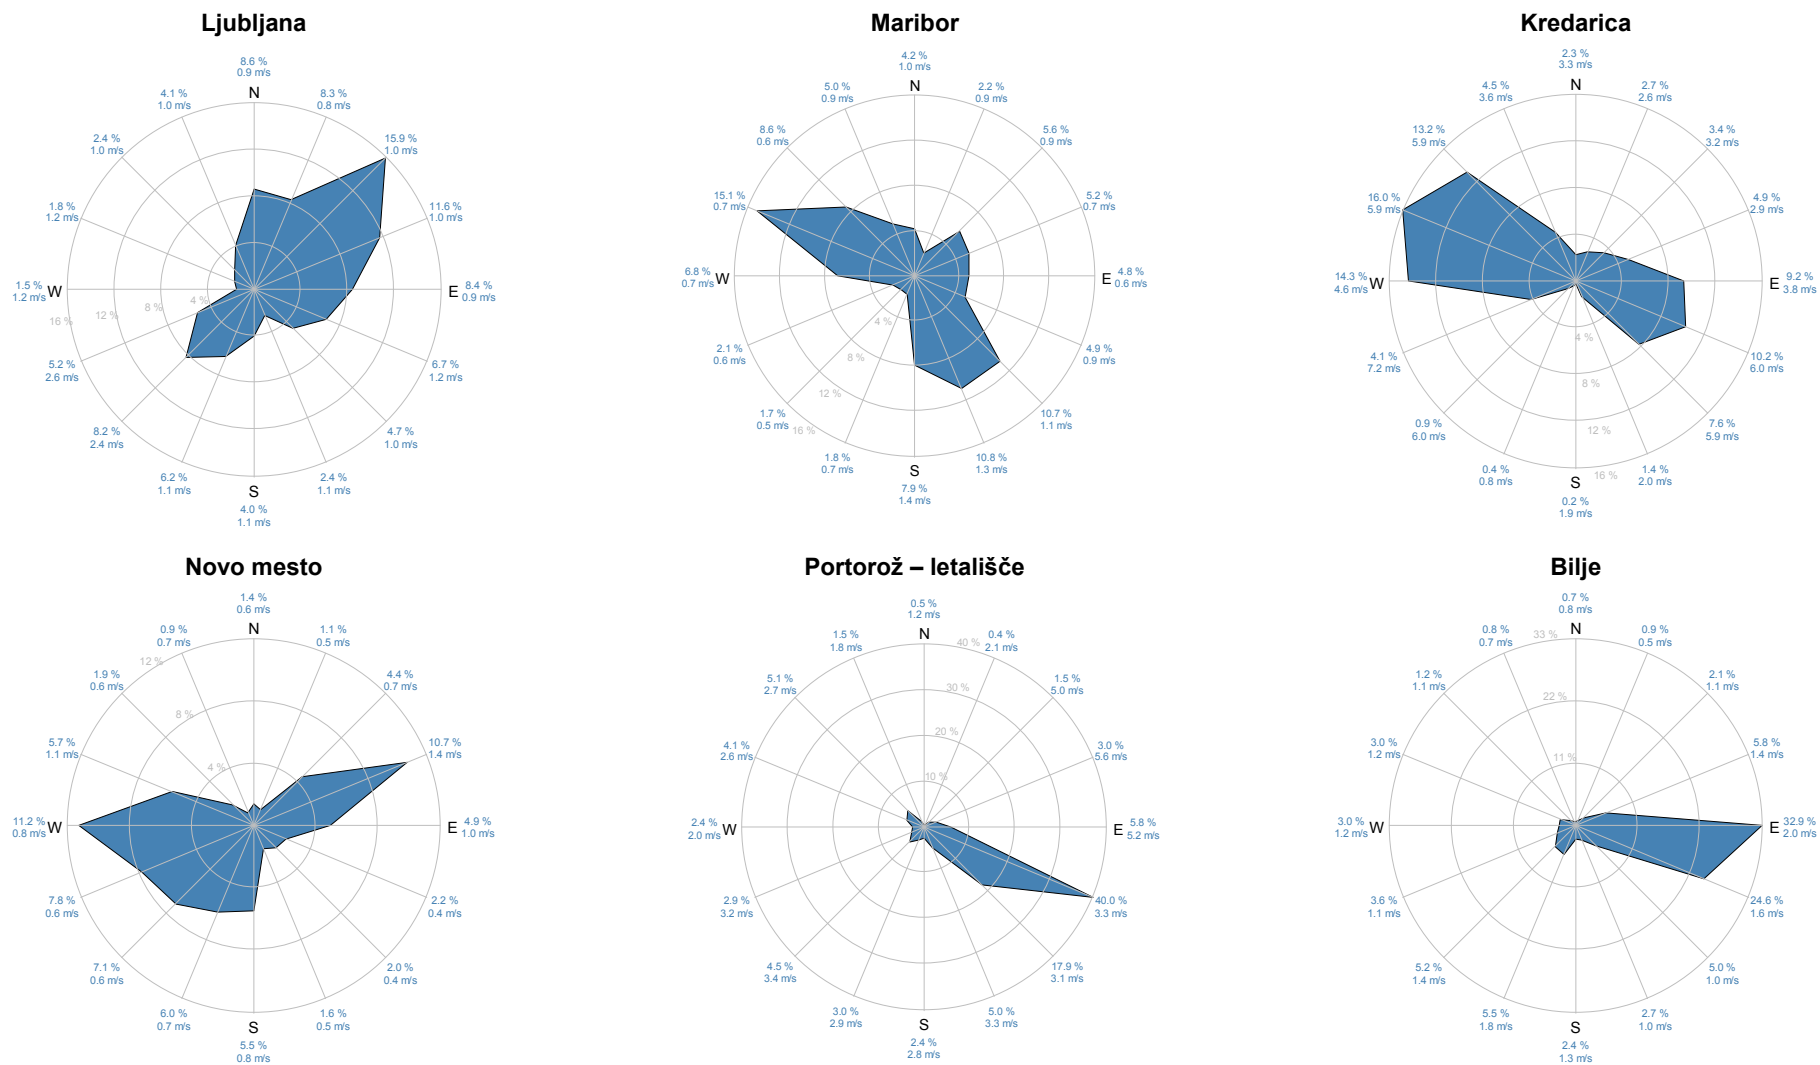 Ljubljana
8.6 %
0.9 m/s
N
8.3 %
0.8 m/s
15.9 %
1.0 m/s
11.6 %
1.0 m/s
E
8.4 %
0.9 m/s
6.7 %
1.2 m/s
4.7 %
1.0 m/s
2.4 %
1.1 m/s
S
4.0 %
1.1 m/s
6.2 %
1.1 m/s
8.2 %
2.4 m/s
5.2 %
2.6 m/s
1.5 %
1.2 m/s
W
1.8 %
1.2 m/s
2.4 %
1.0 m/s
4.1 %
1.0 m/s
4 %
8 %
12 %
16 %
Maribor
4.2 %
1.0 m/s
N
2.2 %
0.9 m/s
5.6 %
0.9 m/s
5.2 %
0.7 m/s
E
4.8 %
0.6 m/s
4.9 %
0.9 m/s
10.7 %
1.1 m/s
10.8 %
1.3 m/s
S
7.9 %
1.4 m/s
1.8 %
0.7 m/s
1.7 %
0.5 m/s
2.1 %
0.6 m/s
6.8 %
0.7 m/s
W
15.1 %
0.7 m/s
8.6 %
0.6 m/s
5.0 %
0.9 m/s
4 %
8 %
12 %
16 %
Kredarica
2.3 %
3.3 m/s
N
2.7 %
2.6 m/s
3.4 %
3.2 m/s
4.9 %
2.9 m/s
E
9.2 %
3.8 m/s
10.2 %
6.0 m/s
7.6 %
5.9 m/s
1.4 %
2.0 m/s
S
0.2 %
1.9 m/s
0.4 %
0.8 m/s
0.9 %
6.0 m/s
4.1 %
7.2 m/s
14.3 %
4.6 m/s
W
16.0 %
5.9 m/s
13.2 %
5.9 m/s
4.5 %
3.6 m/s
4 %
8 %
12 %
16 %
Novo mesto
1.4 %
0.6 m/s
N
1.1 %
0.5 m/s
4.4 %
0.7 m/s
10.7 %
1.4 m/s
E
4.9 %
1.0 m/s
2.2 %
0.4 m/s
2.0 %
0.4 m/s
1.6 %
0.5 m/s
S
5.5 %
0.8 m/s
6.0 %
0.7 m/s
7.1 %
0.6 m/s
7.8 %
0.6 m/s
11.2 %
0.8 m/s
W
5.7 %
1.1 m/s
1.9 %
0.6 m/s
0.9 %
0.7 m/s
4 %
8 %
12 %
Portorož – letališče
0.5 %
1.2 m/s
N
0.4 %
2.1 m/s
1.5 %
5.0 m/s
3.0 %
5.6 m/s
E
5.8 %
5.2 m/s
40.0 %
3.3 m/s
17.9 %
3.1 m/s
5.0 %
3.3 m/s
S
2.4 %
2.8 m/s
3.0 %
2.9 m/s
4.5 %
3.4 m/s
2.9 %
3.2 m/s
2.4 %
2.0 m/s
W
4.1 %
2.6 m/s
5.1 %
2.7 m/s
1.5 %
1.8 m/s
10 %
20 %
30 %
40 %
Bilje
0.7 %
0.8 m/s
N
0.9 %
0.5 m/s
2.1 %
1.1 m/s
5.8 %
1.4 m/s
E
32.9 %
2.0 m/s
24.6 %
1.6 m/s
5.0 %
1.0 m/s
2.7 %
1.0 m/s
S
2.4 %
1.3 m/s
5.5 %
1.8 m/s
5.2 %
1.4 m/s
3.6 %
1.1 m/s
3.0 %
1.2 m/s
W
3.0 %
1.2 m/s
1.2 %
1.1 m/s
0.8 %
0.7 m/s
11 %
22 %
33 %